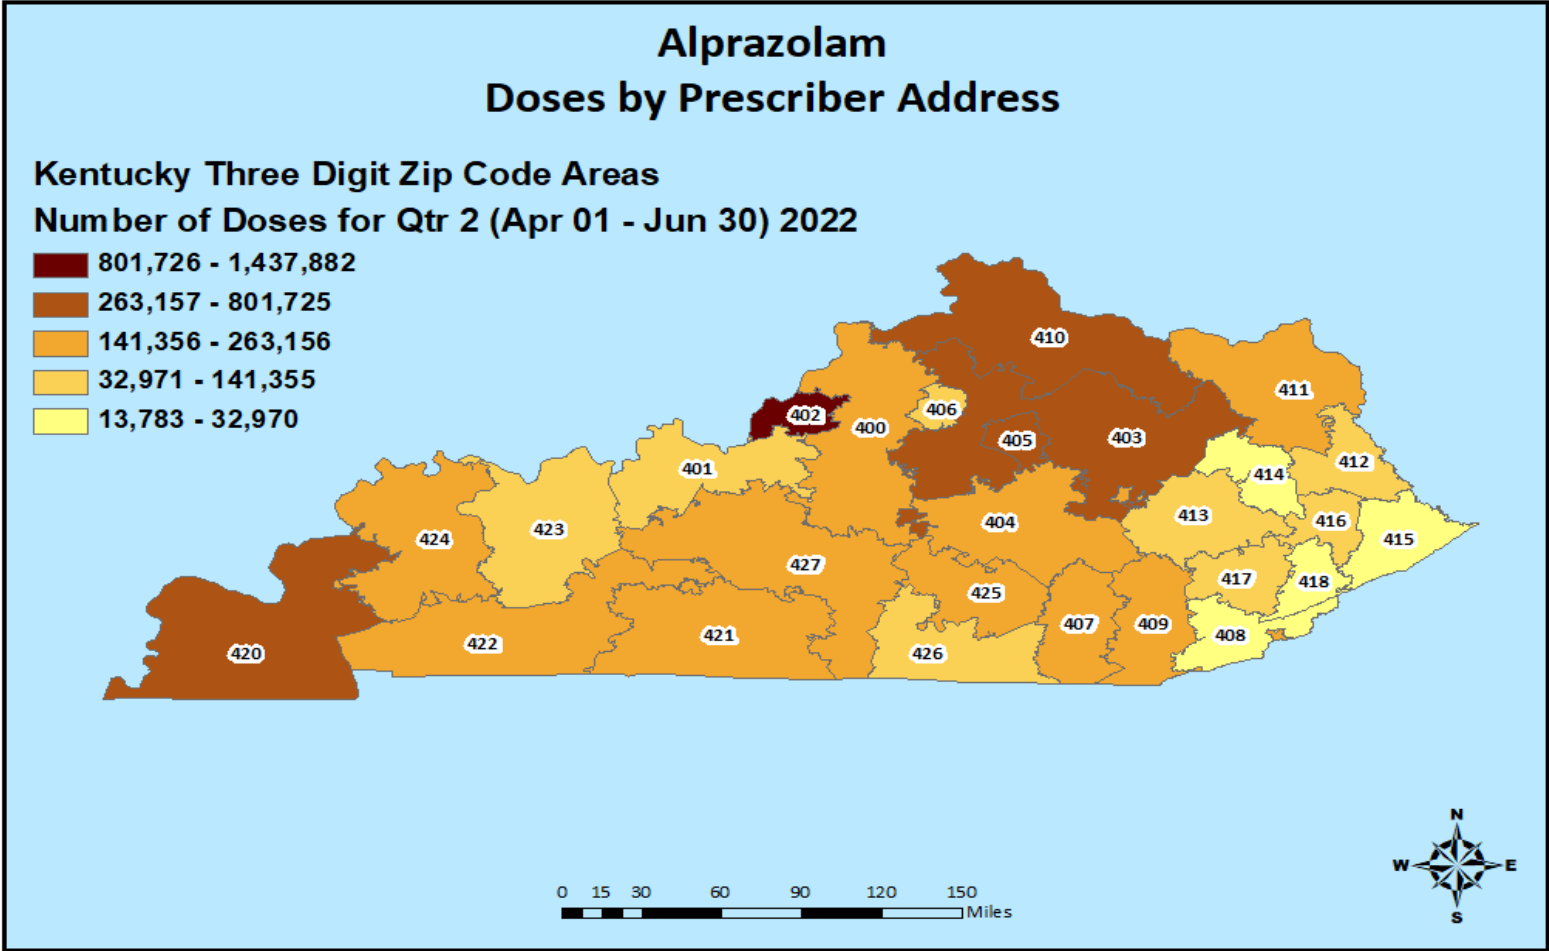 Alprazolam
Doses by Prescriber Address
Kentucky Three Digit Zip Code Areas
Number of Doses for Qtr 2 (Apr 01 - Jun 30) 2022
801,726 - 1,437,882
263,157 - 801,725
141,356 - 263,156
32,971 - 141,355
13,783 - 32,970
410
411
402
406
400
405
403
401
412
414
404
413
416
423
424
415
427
425
417
418
407
409
408
422
421
426
420
N
W E
S
0 15 30 60 90 120 150
Miles